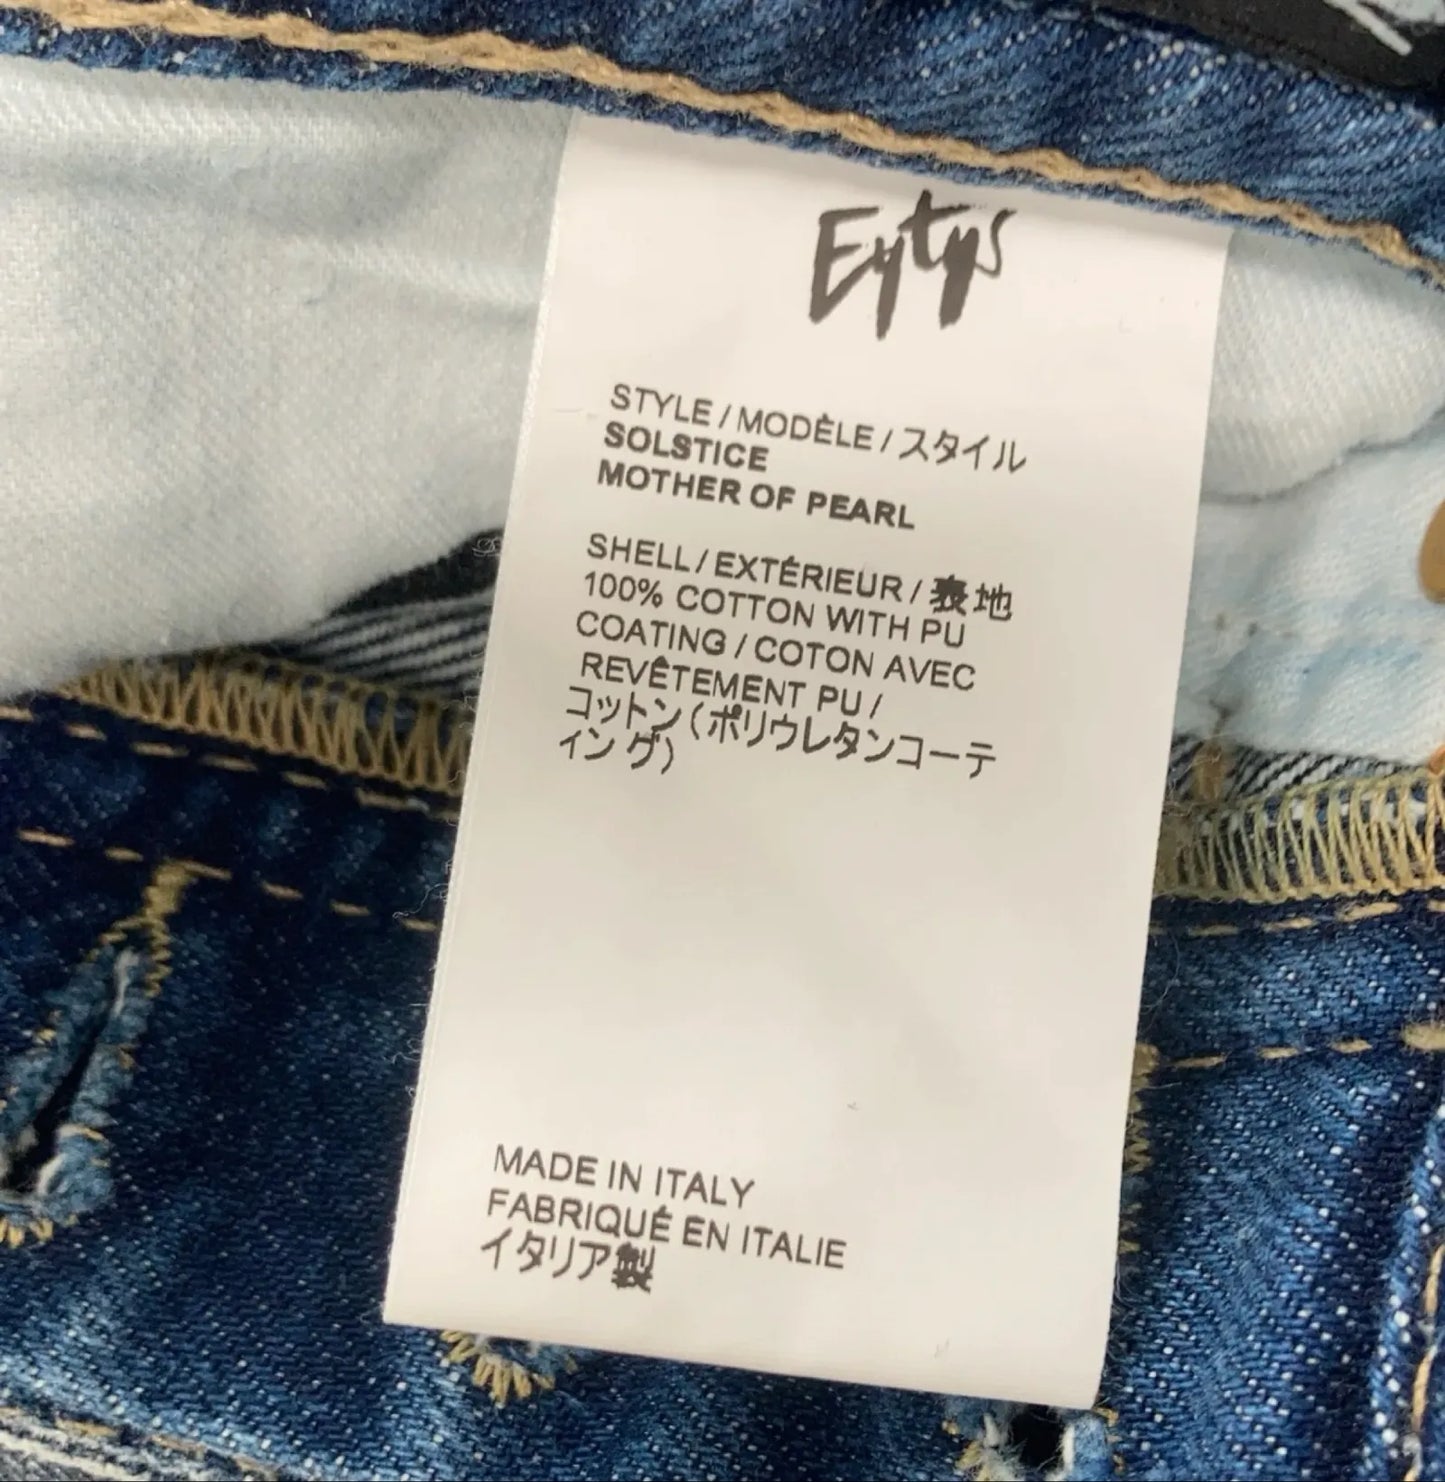 Eytys
STYLE / MODÈLE / スタイル
SOLSTICE
MOTHER OF PEARL
SHELL / EXTÉRIEUR / 表地
100% COTTON WITH PU
COATING / COTON AVEC
REVÊTEMENT PU /
コットン(ポリウレタンコーテ
ィング)
MADE IN ITALY
FABRIQUÉ EN ITALIE
イタリア製